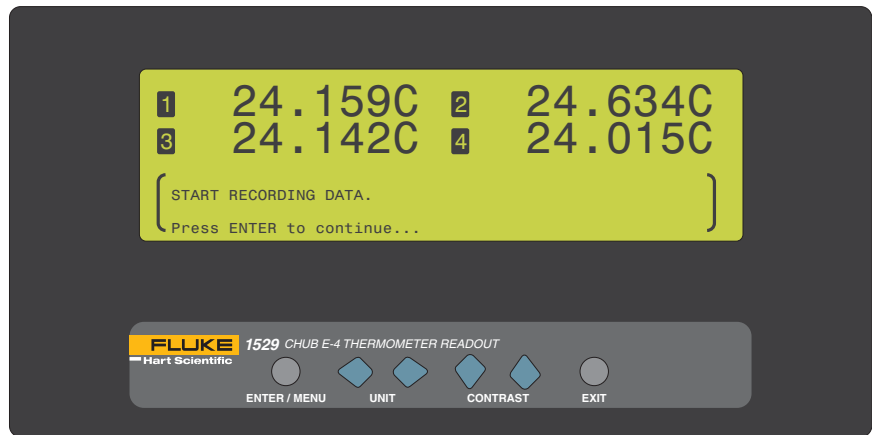 1 24.159C 2 24.634C
3 24.142C 4 24.015C
START RECORDING DATA.
Press ENTER to continue...
FLUKE 1529 CHUB E-4 THERMOMETER READOUT
Hart Scientific
ENTER / MENU UNIT CONTRAST EXIT